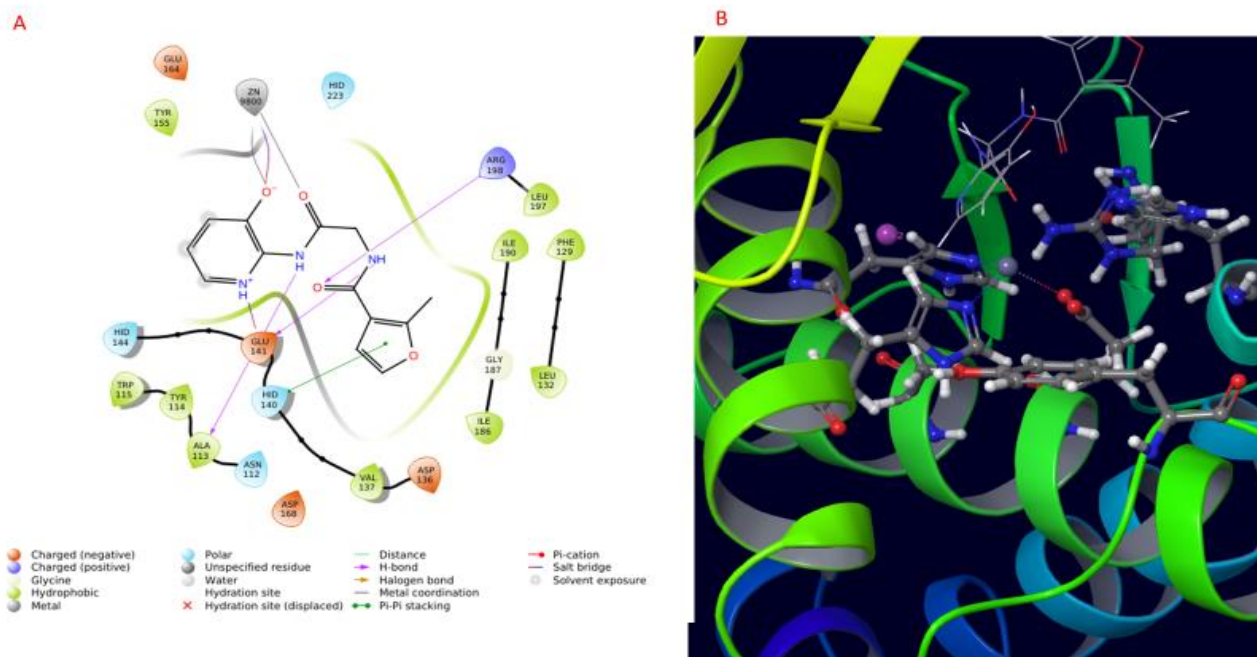 A
B
GLU
164
ZN
9800
HID
223
TYR
155
ARG
198
LEU
197
O⁻
O
ILE
190
PHE
129
NH
N
H
N⁺
H
O
HID
144
GLU
141
GLY
187
O
LEU
132
TRP
115
TYR
114
HID
140
ILE
186
ALA
113
ASN
112
VAL
137
ASP
136
ASP
168
Charged (negative)
Charged (positive)
Glycine
Hydrophobic
Metal
Polar
Unspecified residue
Water
Hydration site
Hydration site (displaced)
Distance
H-bond
Halogen bond
Metal coordination
Pi-Pi stacking
Pi-cation
Salt bridge
Solvent exposure